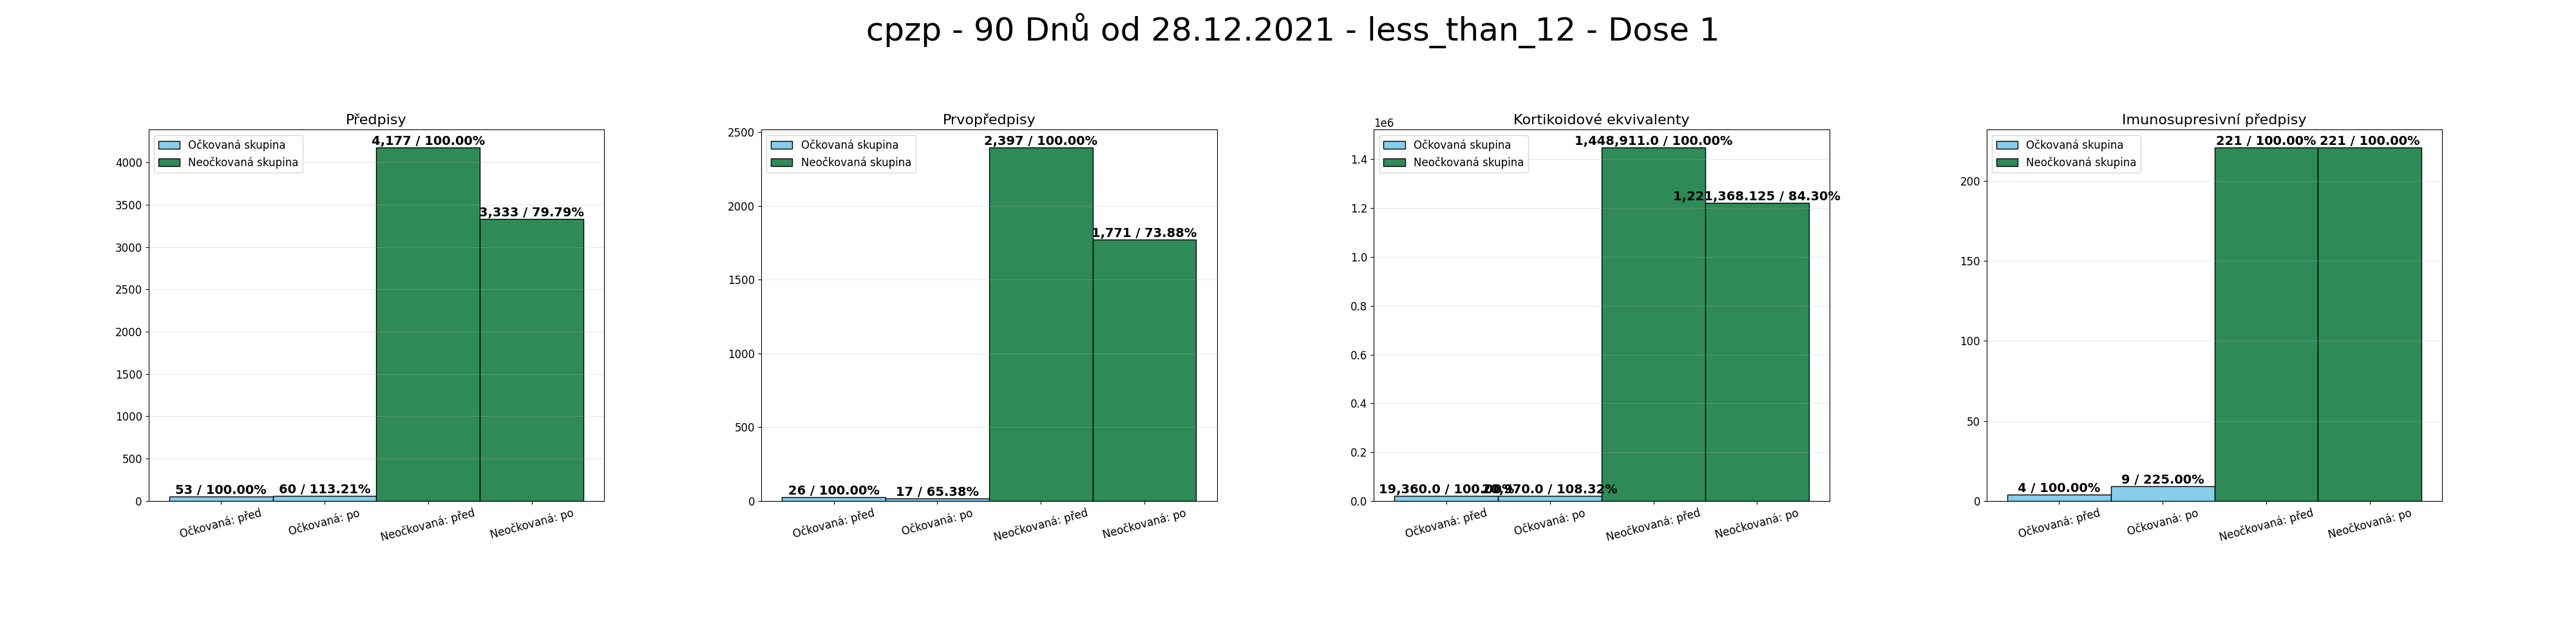 cpzp - 90 Dnů od 28.12.2021 - less_than_12 - Dose 1
Předpisy
Očkovaná skupina
Neočkovaná skupina
4,177 / 100.00%
3,333 / 79.79%
53 / 100.00%
60 / 113.21%
4000
3500
3000
2500
2000
1500
1000
500
0
Očkovaná: před
Očkovaná: po
Neočkovaná: před
Neočkovaná: po
Prvopředpisy
Očkovaná skupina
Neočkovaná skupina
2,397 / 100.00%
1,771 / 73.88%
26 / 100.00%
17 / 65.38%
2500
2000
1500
1000
500
0
Očkovaná: před
Očkovaná: po
Neočkovaná: před
Neočkovaná: po
Kortikoidové ekvivalenty
1e6
Očkovaná skupina
Neočkovaná skupina
1,448,911.0 / 100.00%
1,221,368.125 / 84.30%
19,360.0 / 100.00%
20,970.0 / 108.32%
1.4
1.2
1.0
0.8
0.6
0.4
0.2
0.0
Očkovaná: před
Očkovaná: po
Neočkovaná: před
Neočkovaná: po
Imunosupresivní předpisy
Očkovaná skupina
Neočkovaná skupina
221 / 100.00%
221 / 100.00%
4 / 100.00%
9 / 225.00%
200
150
100
50
0
Očkovaná: před
Očkovaná: po
Neočkovaná: před
Neočkovaná: po